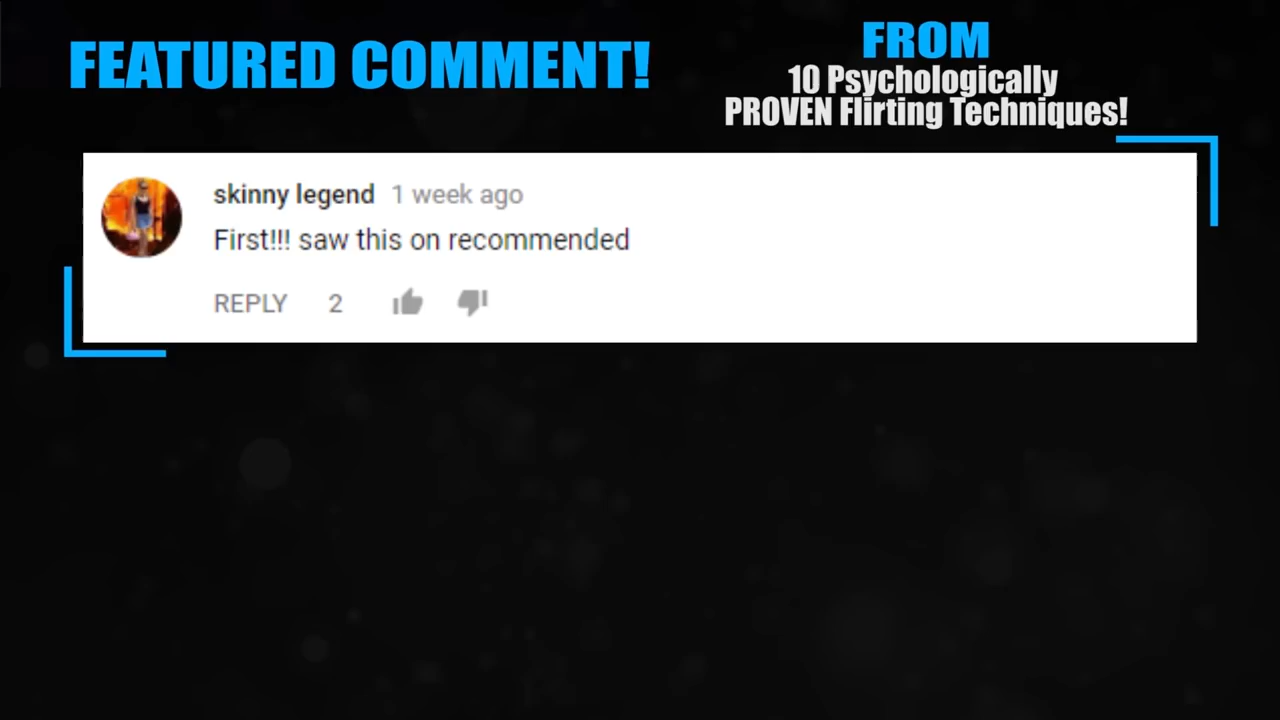 FEATURED COMMENT!
FROM
10 Psychologically
PROVEN Flirting Techniques!
skinny legend 1 week ago
First!!! saw this on recommended
REPLY 2